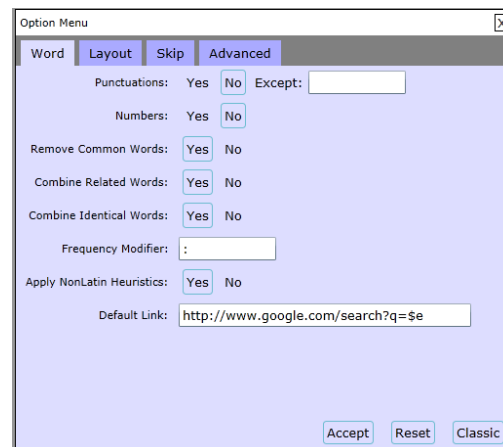 Option Menu
Word Layout Skip Advanced
Punctuations: Yes No Except:
Numbers: Yes No
Remove Common Words: Yes No
Combine Related Words: Yes No
Combine Identical Words: Yes No
Frequency Modifier: :
Apply NonLatin Heuristics: Yes No
Default Link: http://www.google.com/search?q=$e
Accept Reset Classic